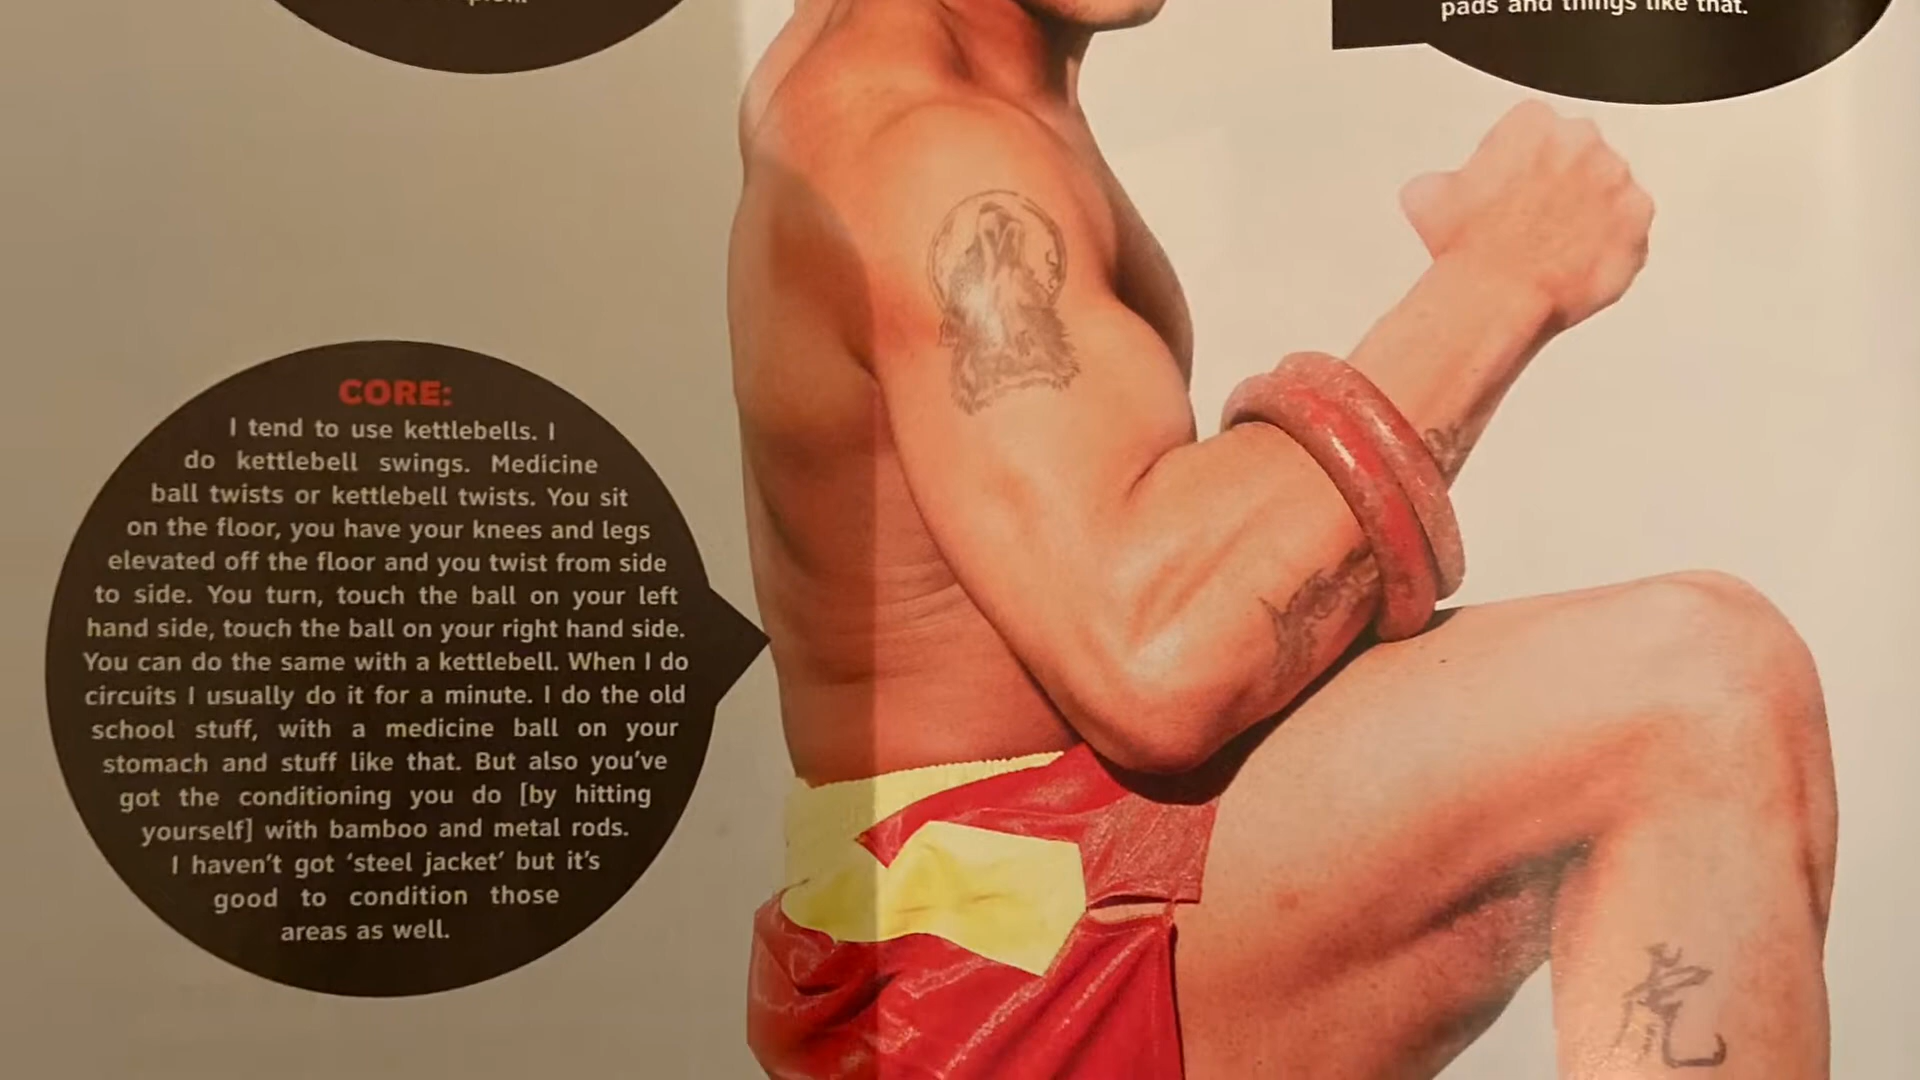 pads and things like that.
CORE:
I tend to use kettlebells. I
do kettlebell swings. Medicine
ball twists or kettlebell twists. You sit
on the floor, you have your knees and legs
elevated off the floor and you twist from side
to side. You turn, touch the ball on your left
hand side, touch the ball on your right hand side.
You can do the same with a kettlebell. When I do
circuits I usually do it for a minute. I do the old
school stuff, with a medicine ball on your
stomach and stuff like that. But also you’ve
got the conditioning you do [by hitting
yourself] with bamboo and metal rods.
I haven’t got ‘steel jacket’ but it’s
good to condition those
areas as well.
虎